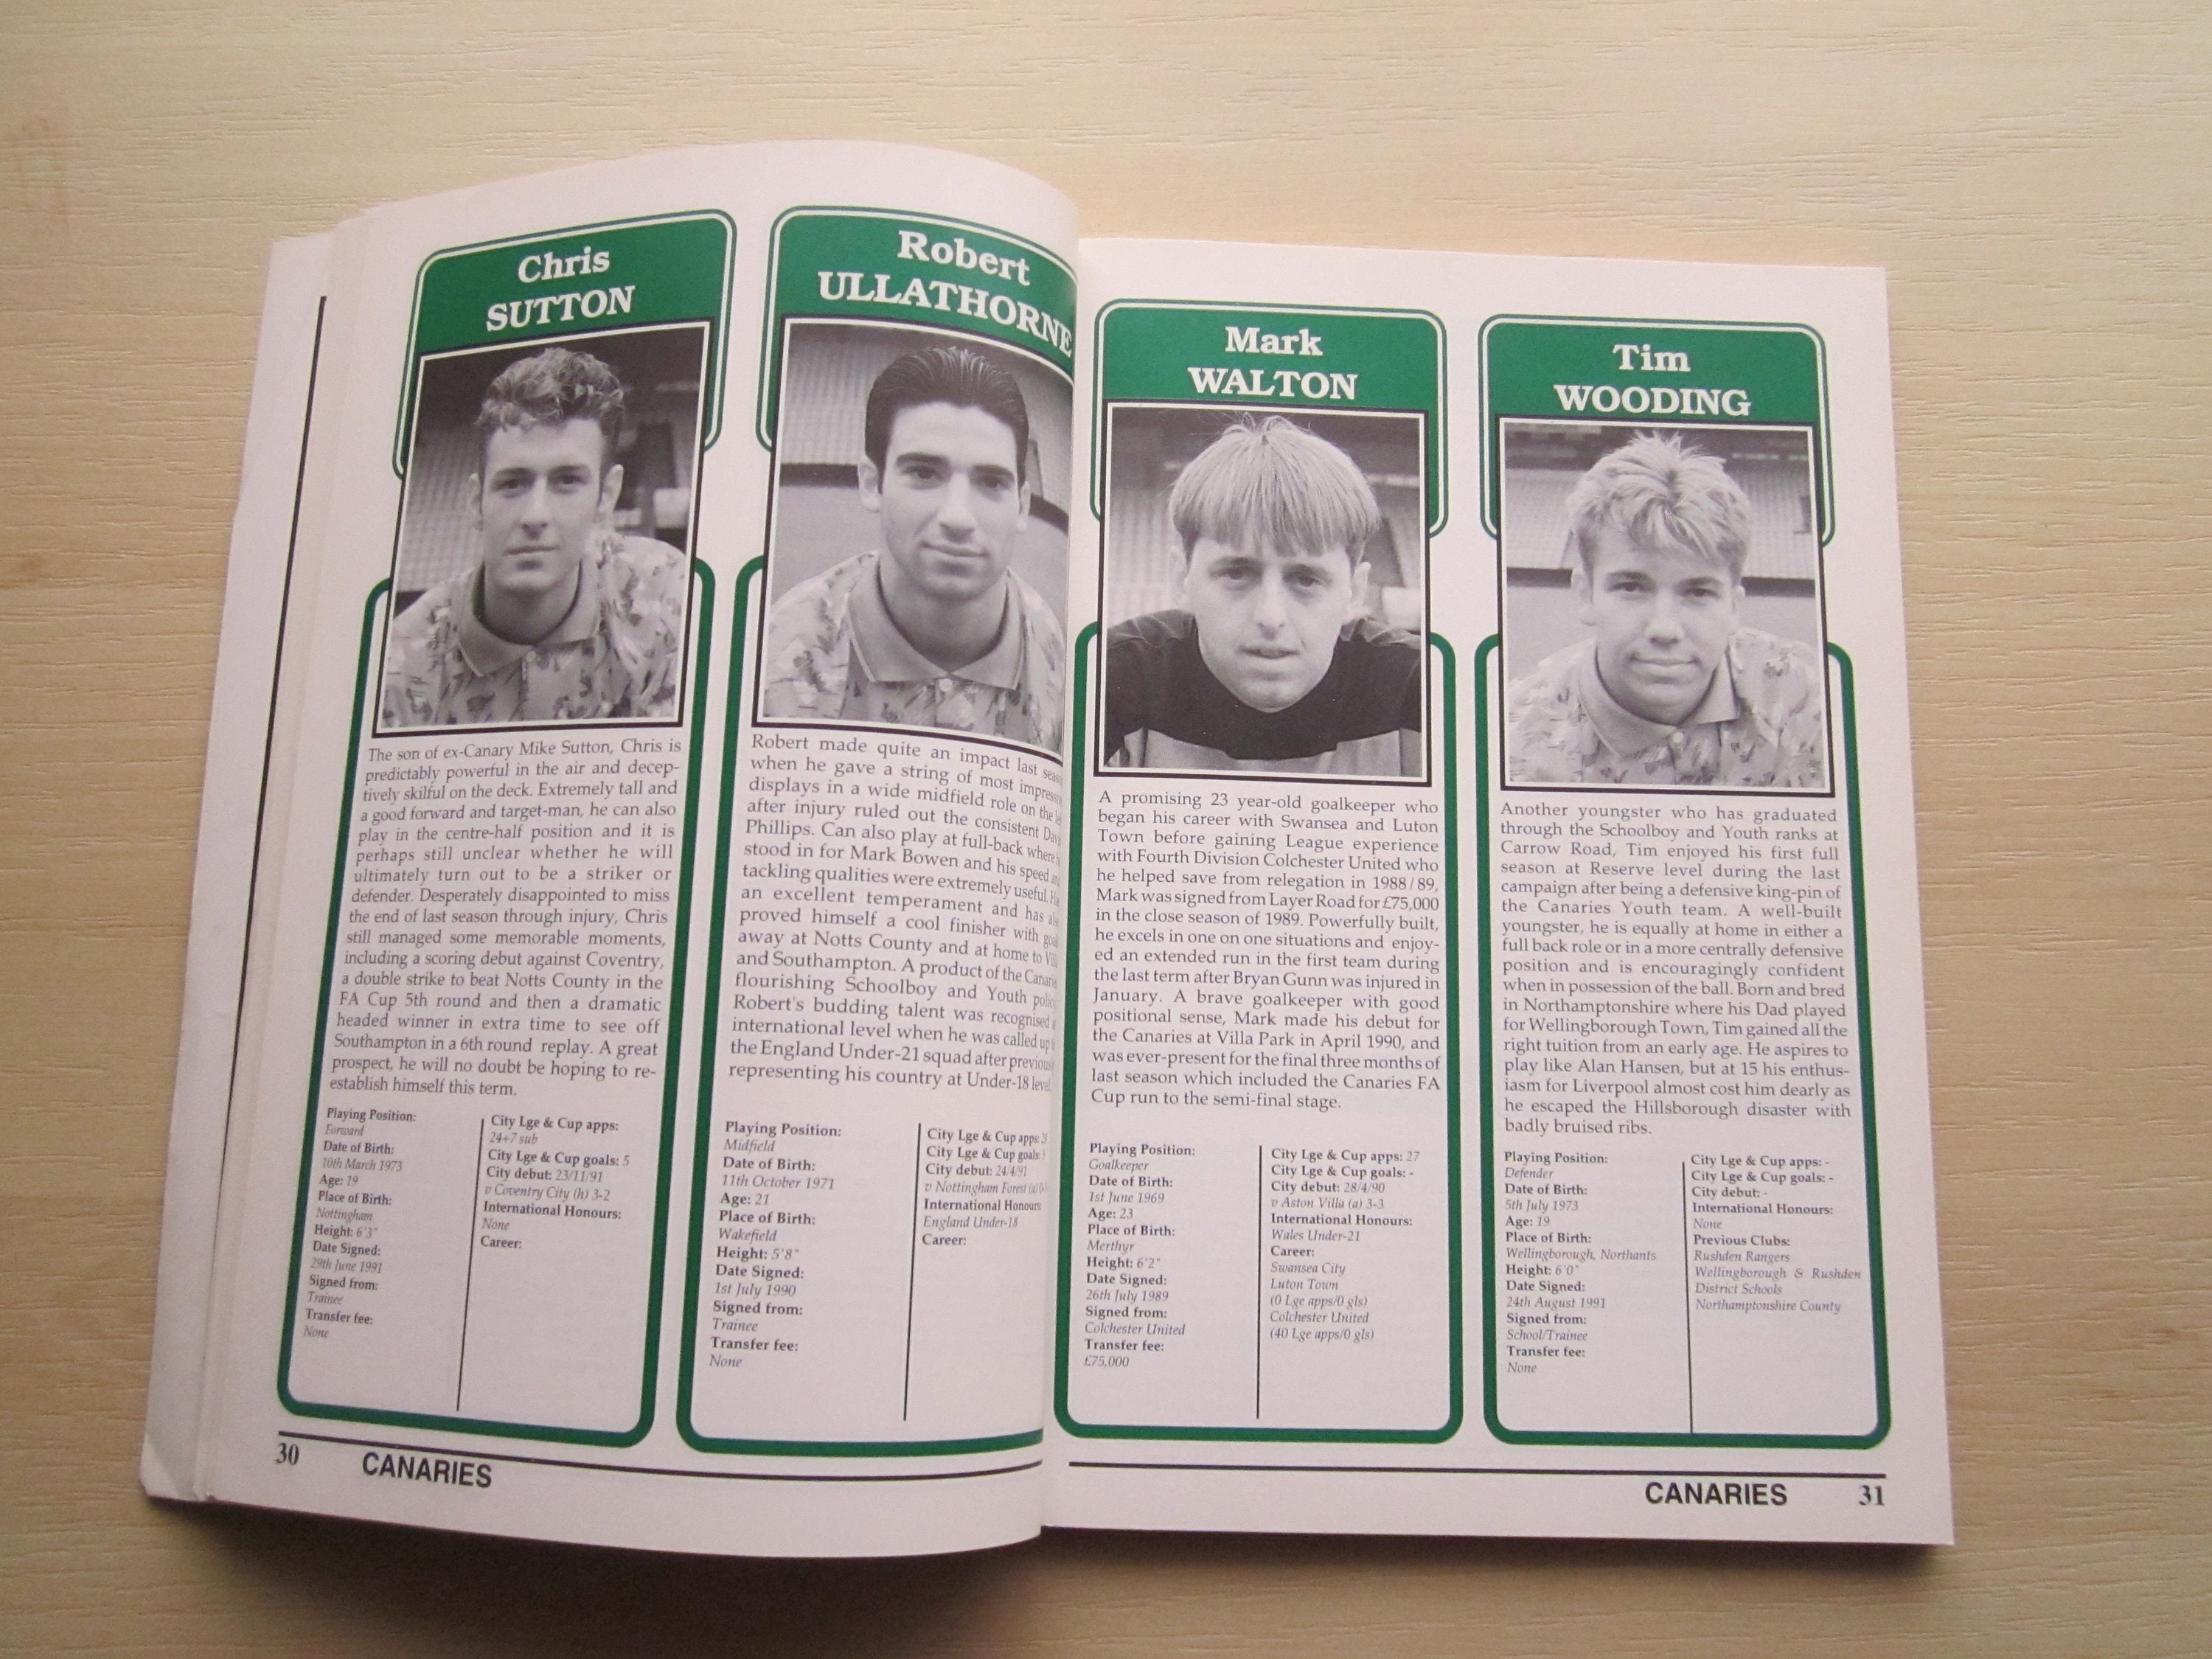 Chris
SUTTON
The son of ex-Canary Mike Sutton, Chris is
predictably powerful in the air and decep-
tively skilful on the deck. Extremely tall and
a good forward and target-man, he can also
play in the centre-half position and it is
perhaps still unclear whether he will
ultimately turn out to be a striker or
defender. Desperately disappointed to miss
the end of last season through injury, Chris
still managed some memorable moments,
including a scoring debut against Coventry,
a double strike to beat Notts County in the
FA Cup 5th round and then a dramatic
headed winner in extra time to see off
Southampton in a 6th round replay. A great
prospect, he will no doubt be hoping to re-
establish himself this term.
Playing Position:
Forward
Date of Birth:
10th March 1973
Age: 19
Place of Birth:
Nottingham
Height: 6'3"
Date Signed:
29th June 1991
Signed from:
Trainee
Transfer fee:
None
City Lge & Cup apps:
24+7 sub
City Lge & Cup goals: 5
City debut: 23/11/91
v Coventry City (h) 3-2
International Honours:
None
Career:
Robert
ULLATHORNE
Robert made quite an impact last
when he gave a string of most
displays in a wide midfield role on the
after injury ruled out the consistent
Phillips. Can also play at full-back where
stood in for Mark Bowen and his speed
tackling qualities were extremely useful.
an excellent temperament and has
proved himself a cool finisher with
away at Notts County and at home to
and Southampton. A product of the
flourishing Schoolboy and Youth
Robert's budding talent was recognised
international level when he was called up
the England Under-21 squad after
representing his country at Under-18
Playing Position:
Midfield
Date of Birth:
11th October 1971
Age: 21
Place of Birth:
Wakefield
Height: 5'8"
Date Signed:
1st July 1990
Signed from:
Trainee
Transfer fee:
None
City Lge & Cup apps:
City Lge & Cup goals:
City debut: 24/4/91
v Nottingham Forest (a)
International Honours
England Under-18
Career:
30
CANARIES
Mark
WALTON
A promising 23 year-old goalkeeper who
began his career with Swansea and Luton
Town before gaining League experience
with Fourth Division Colchester United who
he helped save from relegation in 1988/89,
Mark was signed from Layer Road for £75,000
in the close season of 1989. Powerfully built,
he excels in one on one situations and enjoy-
ed an extended run in the first team during
the last term after Bryan Gunn was injured in
January. A brave goalkeeper with good
positional sense, Mark made his debut for
the Canaries at Villa Park in April 1990, and
was ever-present for the final three months of
last season which included the Canaries FA
Cup run to the semi-final stage.
Playing Position:
Goalkeeper
Date of Birth:
1st June 1969
Age: 23
Place of Birth:
Merthyr
Height: 6'2"
Date Signed:
26th July 1989
Signed from:
Colchester United
Transfer fee:
£75,000
City Lge & Cup apps: 27
City Lge & Cup goals: -
City debut: 28/4/90
v Aston Villa (a) 3-3
International Honours:
Wales Under-21
Career:
Swansea City
Luton Town
(0 Lge apps/0 gls)
Colchester United
(40 Lge apps/0 gls)
Tim
WOODING
Another youngster who has graduated
through the Schoolboy and Youth ranks at
Carrow Road, Tim enjoyed his first full
season at Reserve level during the last
campaign after being a defensive king-pin of
the Canaries Youth team. A well-built
youngster, he is equally at home in either a
full back role or in a more centrally defensive
position and is encouragingly confident
when in possession of the ball. Born and bred
in Northamptonshire where his Dad played
for Wellingborough Town, Tim gained all the
right tuition from an early age. He aspires to
play like Alan Hansen, but at 15 his enthus-
iasm for Liverpool almost cost him dearly as
he escaped the Hillsborough disaster with
badly bruised ribs.
Playing Position:
Defender
Date of Birth:
5th July 1973
Age: 19
Place of Birth:
Wellingborough, Northants
Height: 6'0"
Date Signed:
24th August 1991
Signed from:
School/Trainee
Transfer fee:
None
City Lge & Cup apps: -
City Lge & Cup goals: -
City debut: -
International Honours:
None
Previous Clubs:
Rushden Rangers
Wellingborough & Rushden
District Schools
Northamptonshire County
CANARIES
31